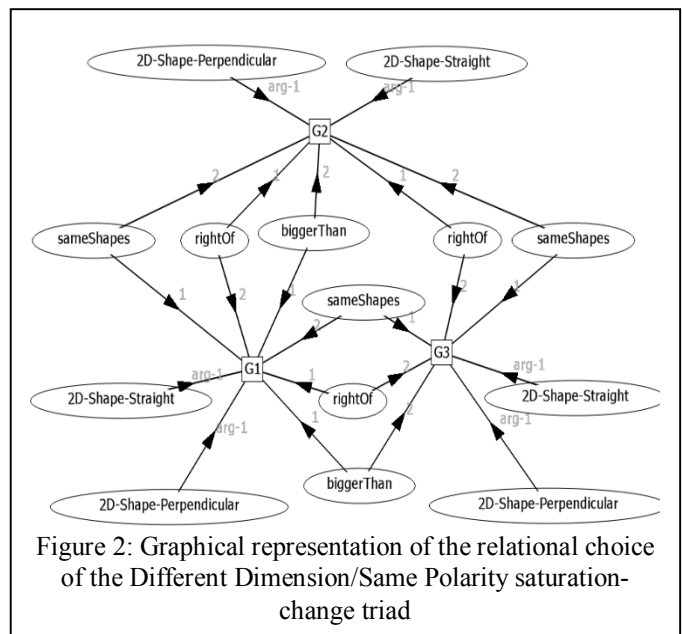 2D-Shape-Perpendicular
2D-Shape-Straight
arg-1
arg-1
G2
2
1
2
1
2
sameShapes
rightOf
biggerThan
rightOf
sameShapes
1
2
1
2
1
sameShapes
2
1
G1
G3
arg-1
1
2
arg-1
2D-Shape-Straight
rightOf
2D-Shape-Straight
arg-1
1
2
arg-1
biggerThan
2D-Shape-Perpendicular
2D-Shape-Perpendicular
Figure 2: Graphical representation of the relational choice
of the Different Dimension/Same Polarity saturation-
change triad